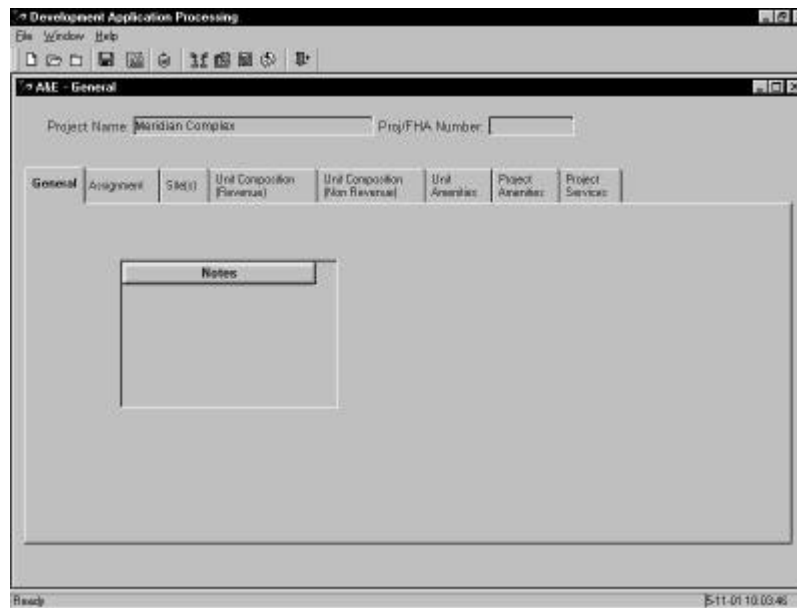 Development Application Processing
File Window Help
A&E - General
Project Name: Meridian Complex Proj/FHA Number:
General Assignment Site(s) Unit Composition (Revenue) Unit Composition (Non Revenue) Unit Amenities Project Amenities Project Services
Notes
Ready 5-11-01 10:03:46